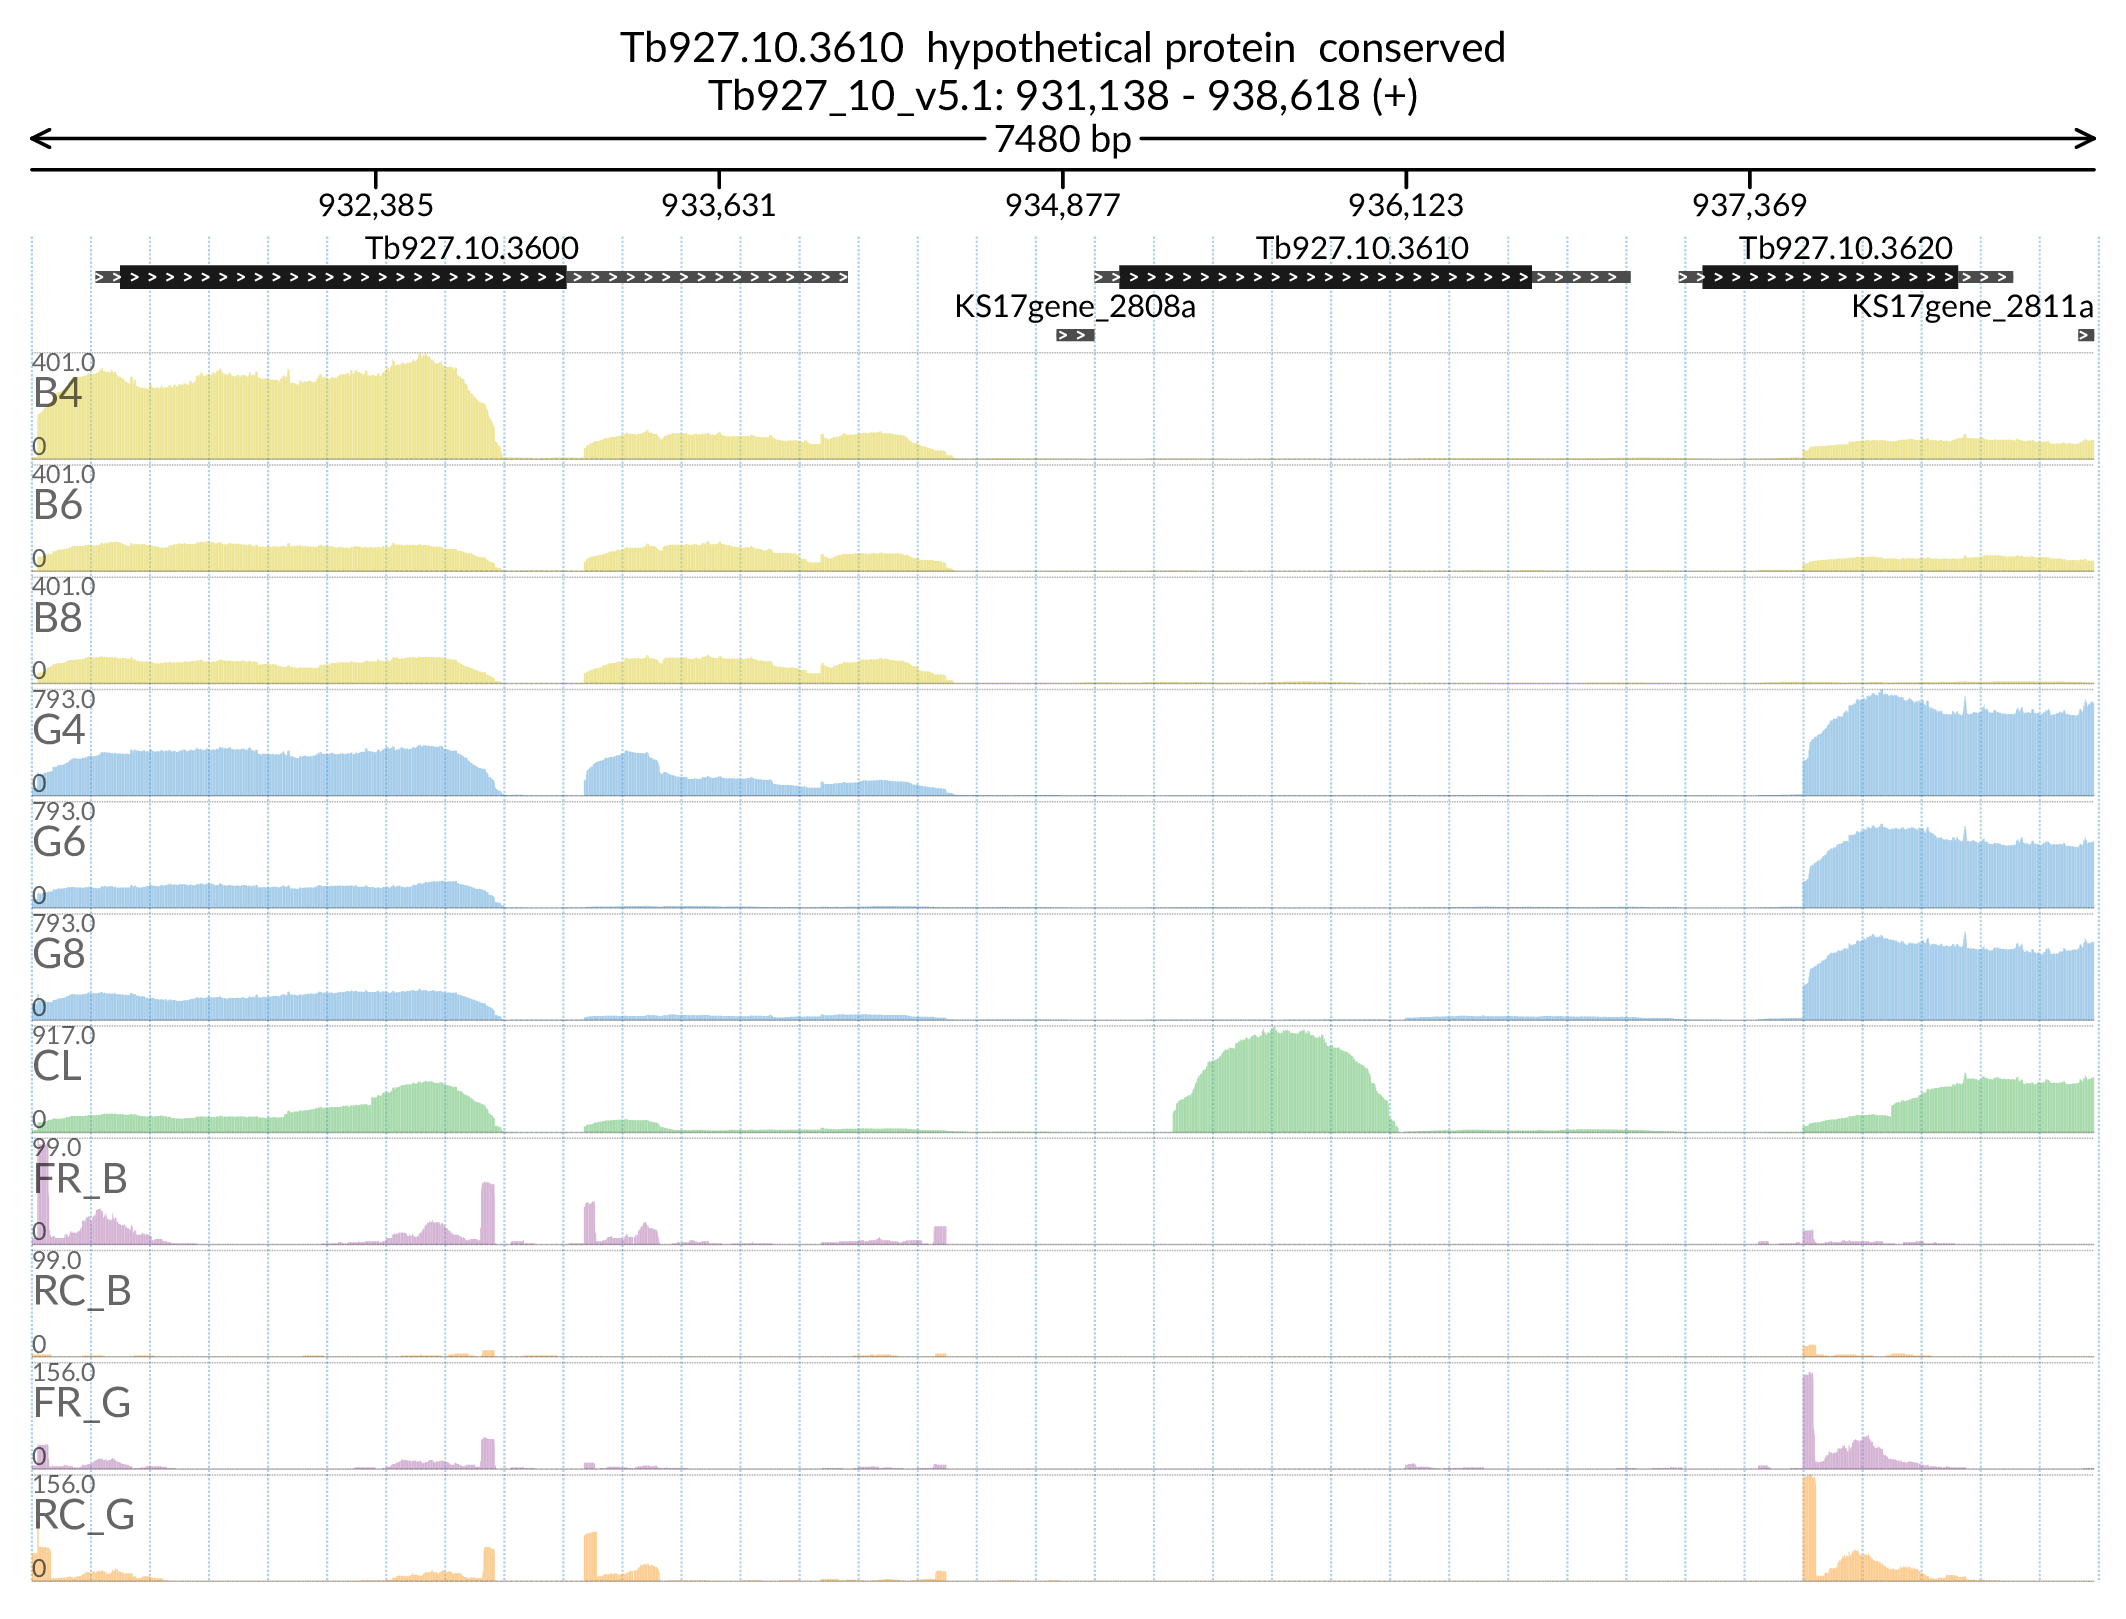 Tb927.10.3610  hypothetical protein  conserved
Tb927_10_v5.1: 931,138 - 938,618 (+)
7480 bp
932,385 933,631 934,877 936,123 937,369
Tb927.10.3600 Tb927.10.3610 Tb927.10.3620
KS17gene_2808a KS17gene_2811a
401.0
B4
0
401.0
B6
0
401.0
B8
0
793.0
G4
0
793.0
G6
0
793.0
G8
0
917.0
CL
0
99.0
FR_B
0
99.0
RC_B
0
156.0
FR_G
0
156.0
RC_G
0